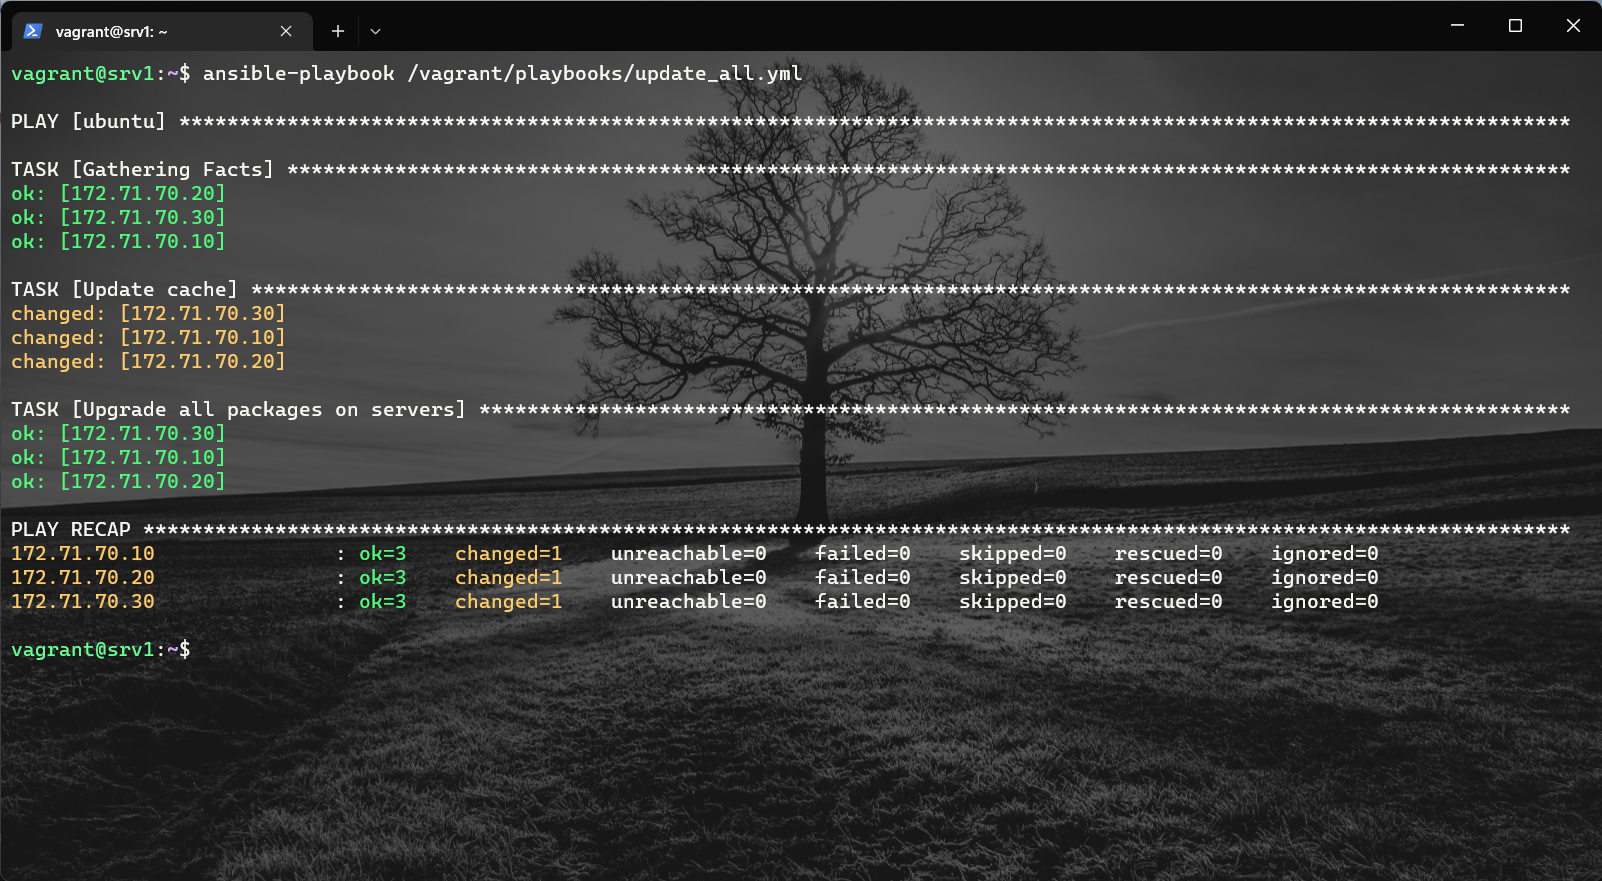 vagrant@srv1: ~
vagrant@srv1:~$ ansible-playbook /vagrant/playbooks/update_all.yml
PLAY [ubuntu] ********************************************************************************************************************
TASK [Gathering Facts] ***********************************************************************************************************
ok: [172.71.70.20]
ok: [172.71.70.30]
ok: [172.71.70.10]
TASK [Update cache] **************************************************************************************************************
changed: [172.71.70.30]
changed: [172.71.70.10]
changed: [172.71.70.20]
TASK [Upgrade all packages on servers] *******************************************************************************************
ok: [172.71.70.30]
ok: [172.71.70.10]
ok: [172.71.70.20]
PLAY RECAP ***********************************************************************************************************************
172.71.70.10               : ok=3    changed=1    unreachable=0    failed=0    skipped=0    rescued=0    ignored=0
172.71.70.20               : ok=3    changed=1    unreachable=0    failed=0    skipped=0    rescued=0    ignored=0
172.71.70.30               : ok=3    changed=1    unreachable=0    failed=0    skipped=0    rescued=0    ignored=0
vagrant@srv1:~$